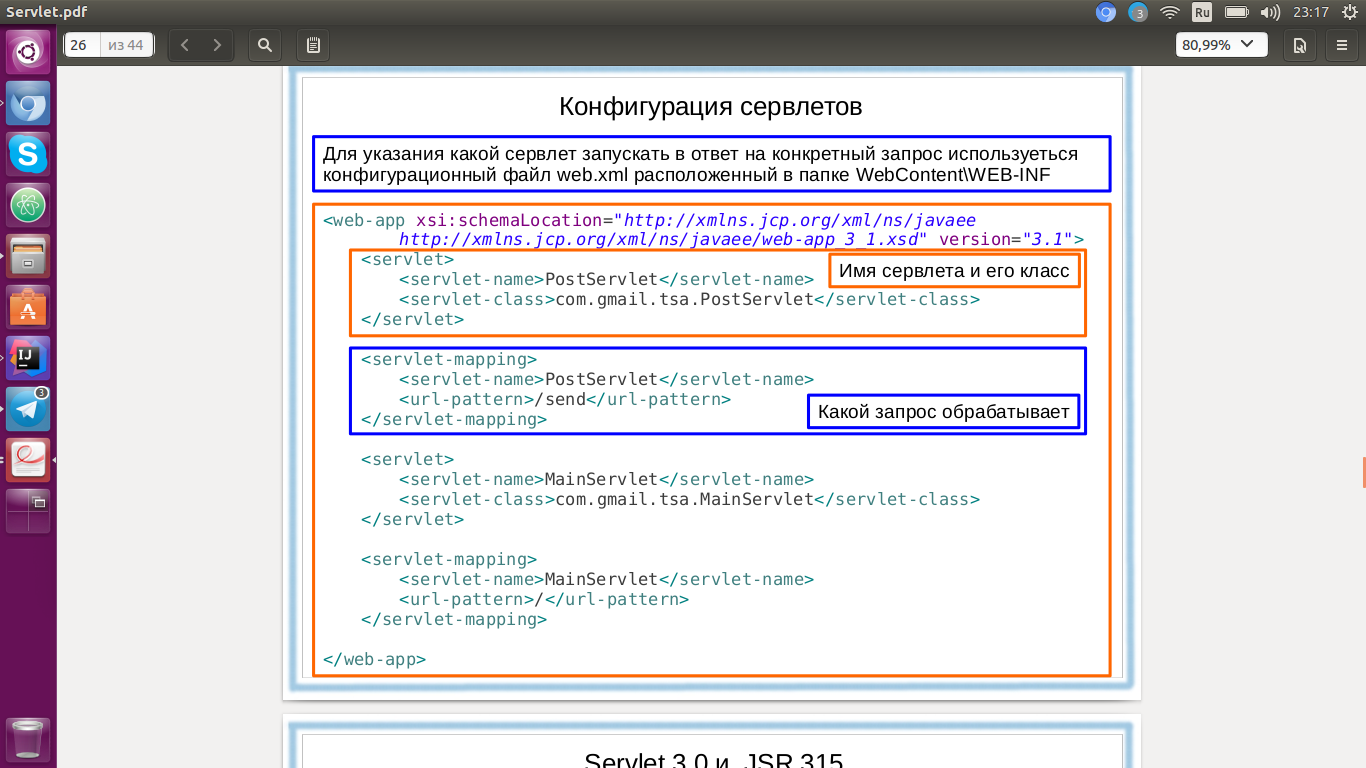 Servlet.pdf
3
Ru
23:17
26 из 44
80,99%
Конфигурация сервлетов
Для указания какой сервлет запускать в ответ на конкретный запрос используеться
конфигурационный файл web.xml расположенный в папке WebContent\WEB-INF
<web-app xsi:schemaLocation="http://xmlns.jcp.org/xml/ns/javaee
http://xmlns.jcp.org/xml/ns/javaee/web-app_3_1.xsd" version="3.1">
<servlet>
Имя сервлета и его класс
<servlet-name>PostServlet</servlet-name>
<servlet-class>com.gmail.tsa.PostServlet</servlet-class>
</servlet>
<servlet-mapping>
<servlet-name>PostServlet</servlet-name>
<url-pattern>/send</url-pattern>
Какой запрос обрабатывает
</servlet-mapping>
<servlet>
<servlet-name>MainServlet</servlet-name>
<servlet-class>com.gmail.tsa.MainServlet</servlet-class>
</servlet>
<servlet-mapping>
<servlet-name>MainServlet</servlet-name>
<url-pattern>/</url-pattern>
</servlet-mapping>
</web-app>
Servlet 3.0 и JSR 315
S
A
IJ
3